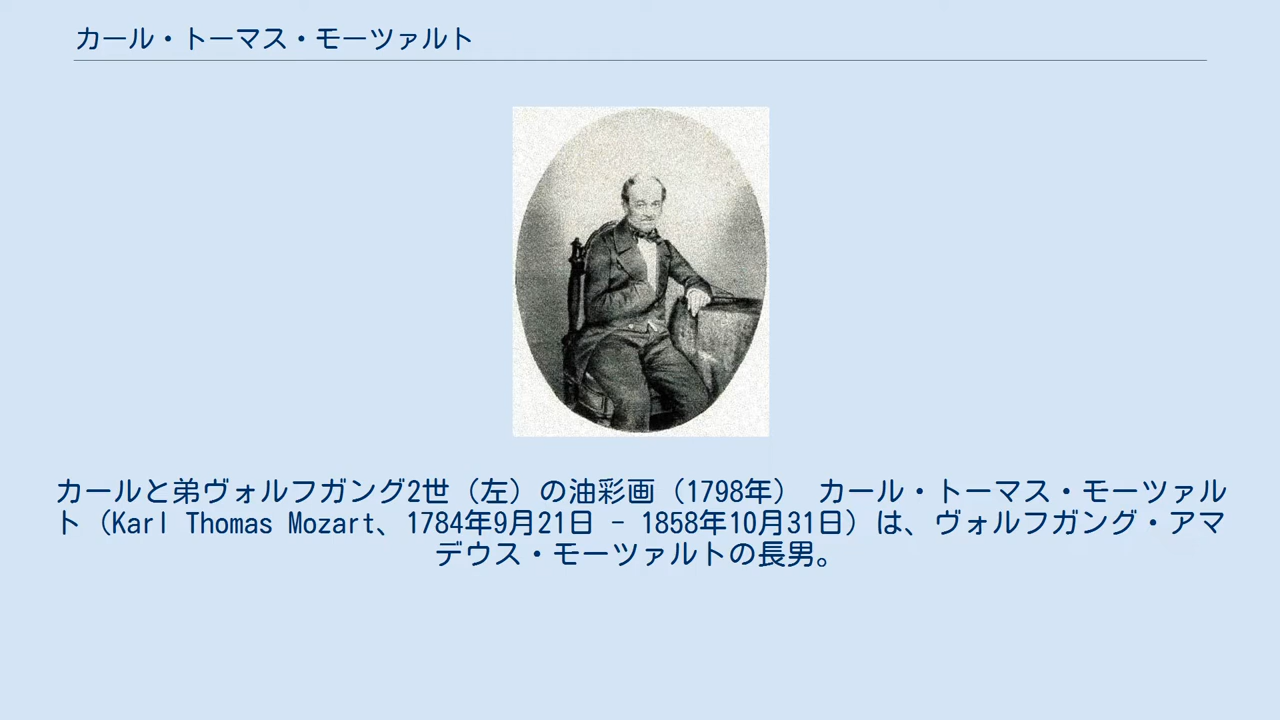 カール・トーマス・モーツァルト
カールと弟ヴォルフガング2世（左）の油彩画（1798年） カール・トーマス・モーツァル
ト（Karl Thomas Mozart、1784年9月21日 - 1858年10月31日）は、ヴォルフガング・アマ
デウス・モーツァルトの長男。